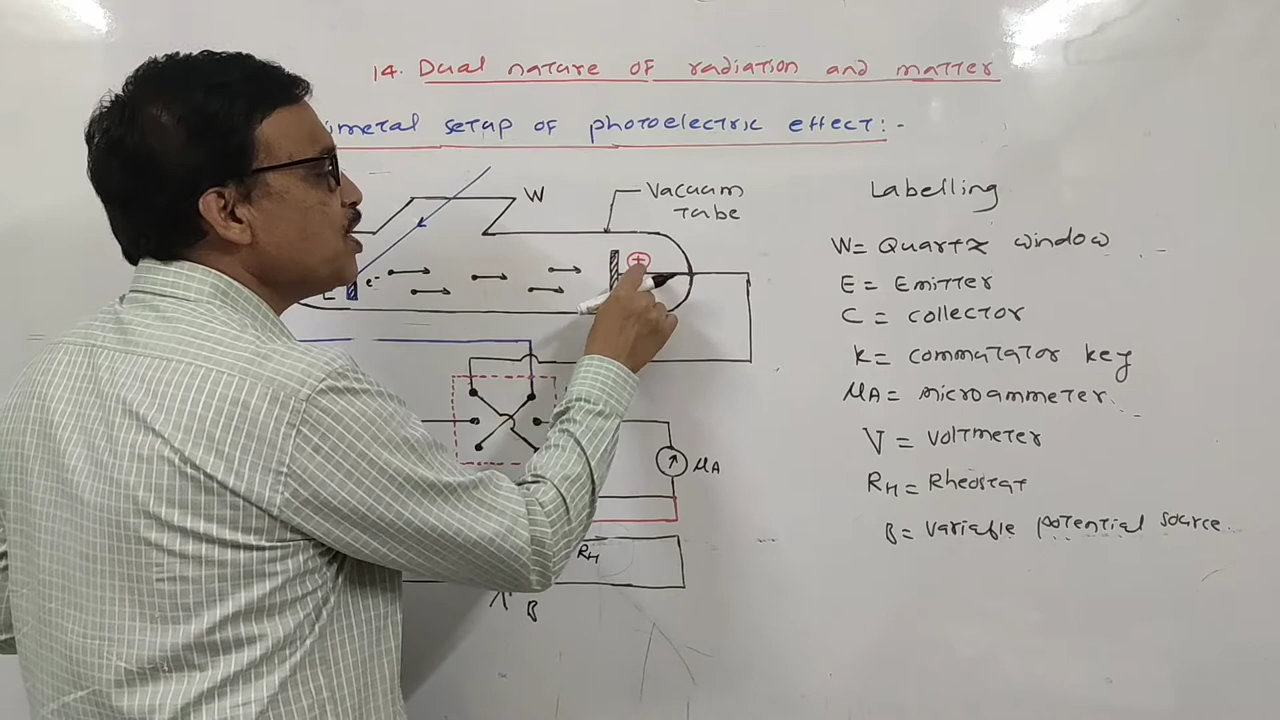 14. Dual nature of radiation and matter
imetal setup of photoelectric effect:-
W
Vacuum
Tube
Labelling
W= Quartz window
E = Emitter
C = collector
K= commutator key
μA= microammeter
V = Voltmeter
RH= Rheostat
B= variable potential source
e-
+
μA
RH
B